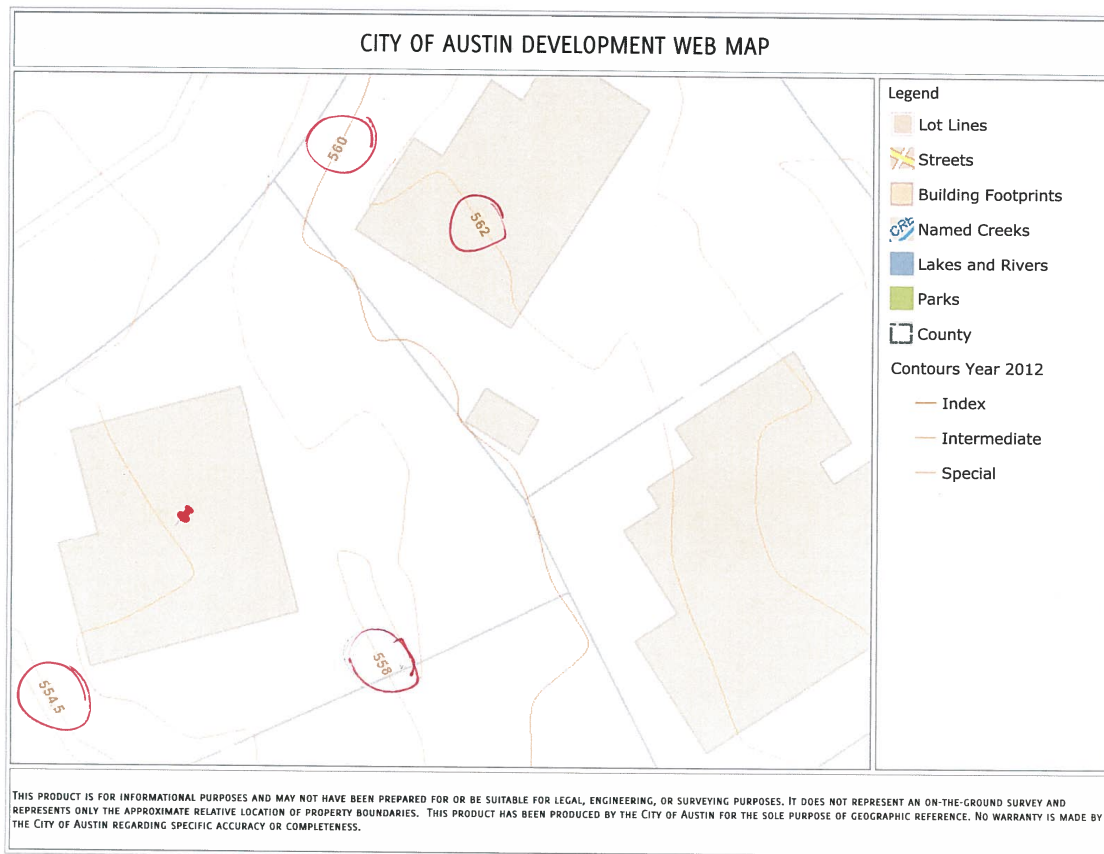 CITY OF AUSTIN DEVELOPMENT WEB MAP
560
562
558
554.5
Legend
Lot Lines
Streets
Building Footprints
CRE
Named Creeks
Lakes and Rivers
Parks
County
Contours Year 2012
Index
Intermediate
Special
THIS PRODUCT IS FOR INFORMATIONAL PURPOSES AND MAY NOT HAVE BEEN PREPARED FOR OR BE SUITABLE FOR LEGAL, ENGINEERING, OR SURVEYING PURPOSES. IT DOES NOT REPRESENT AN ON-THE-GROUND SURVEY AND
REPRESENTS ONLY THE APPROXIMATE RELATIVE LOCATION OF PROPERTY BOUNDARIES. THIS PRODUCT HAS BEEN PRODUCED BY THE CITY OF AUSTIN FOR THE SOLE PURPOSE OF GEOGRAPHIC REFERENCE. NO WARRANTY IS MADE BY
THE CITY OF AUSTIN REGARDING SPECIFIC ACCURACY OR COMPLETENESS.